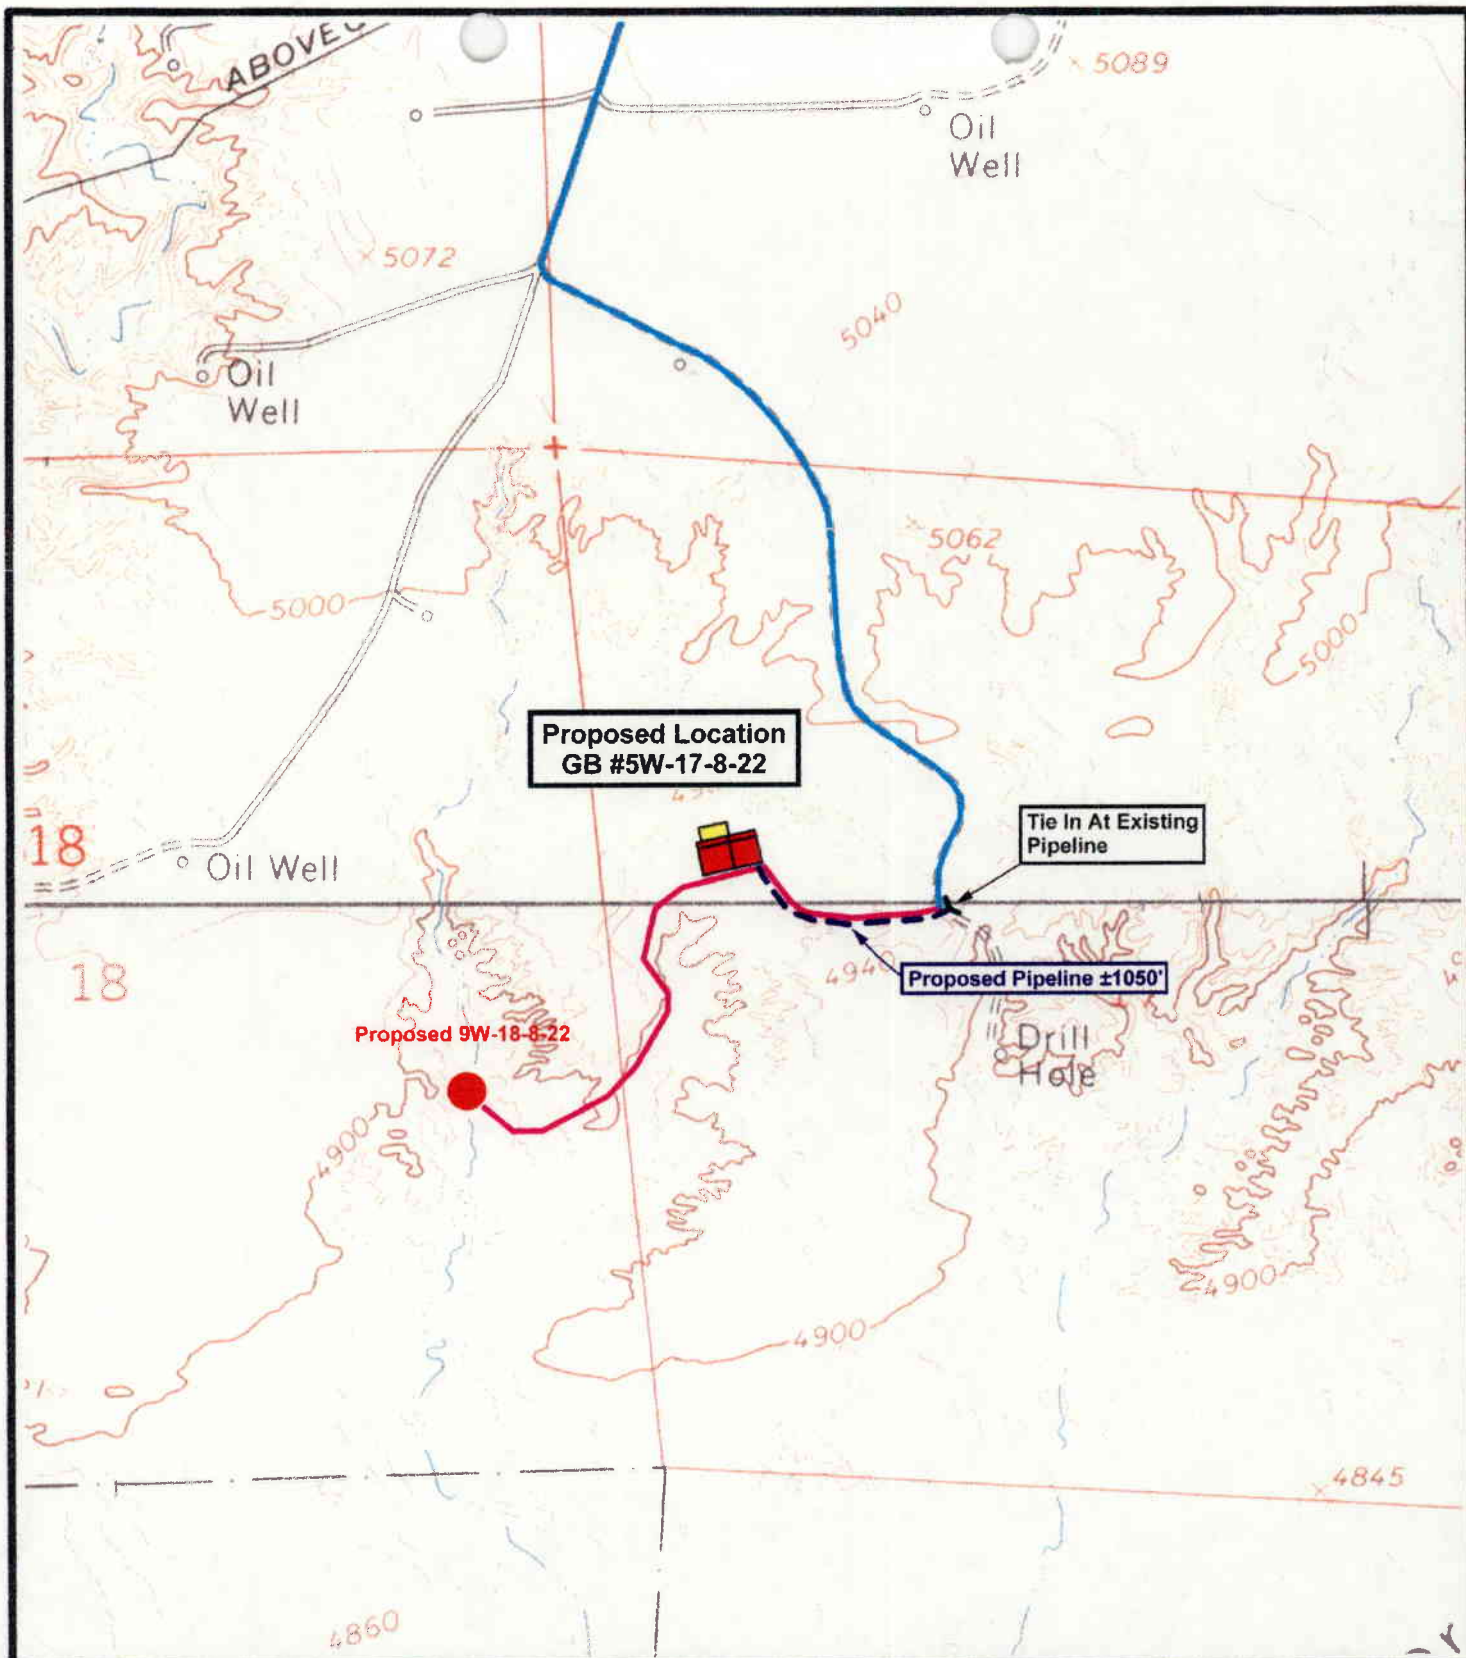 ABOVEG
5089
Oil
Well
5072
5040
Oil
Well
5062
5000
5000
Proposed Location
GB #5W-17-8-22
Tie In At Existing
Pipeline
18
Oil Well
18
4940
Proposed Pipeline ±1050'
Proposed 9W-18-8-22
Drill
Hole
4900
4900
4900
4845
4860